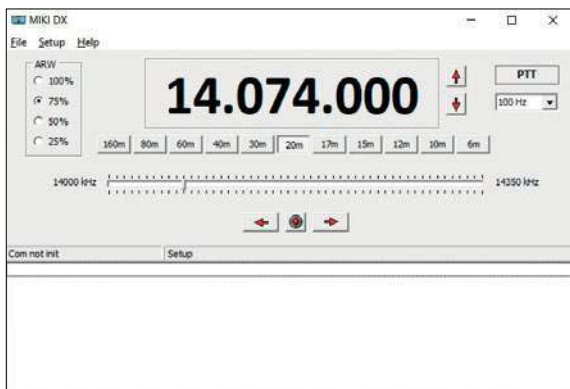 MIKI DX
File Setup Help
ARW
100%
75%
50%
25%
14.074.000
PTT
100 Hz
160m 80m 60m 40m 30m 20m 17m 15m 12m 10m 6m
14000 kHz 14350 kHz
Com not init Setup